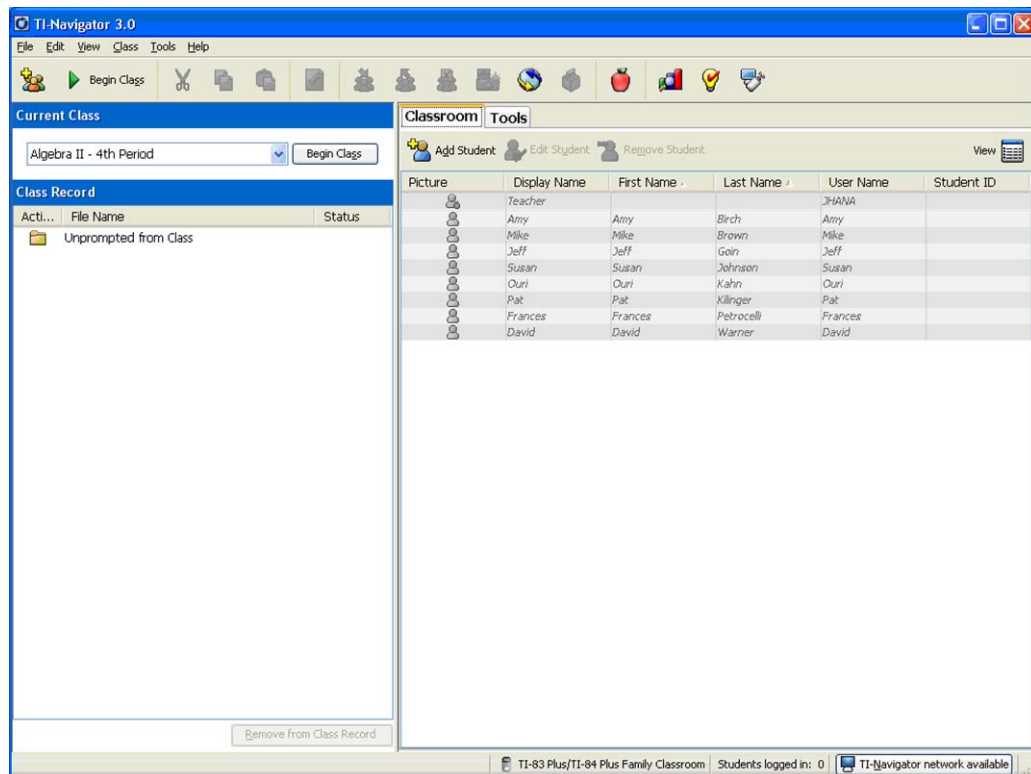 TI-Navigator 3.0
File Edit View Class Tools Help
Begin Class
Current Class
Algebra II - 4th Period Begin Class
Class Record
Acti... File Name Status
Unprompted from Class
Remove from Class Record
Classroom Tools
Add Student Edit Student Remove Student View
Picture Display Name First Name Last Name User Name Student ID
Teacher JHANA
Amy Amy Birch Amy
Mike Mike Brown Mike
Jeff Jeff Goin Jeff
Susan Susan Johnson Susan
Ouri Ouri Kahn Ouri
Pat Pat Kilinger Pat
Frances Frances Petrocelli Frances
David David Warner David
TI-83 Plus/TI-84 Plus Family Classroom Students logged in: 0 TI-Navigator network available